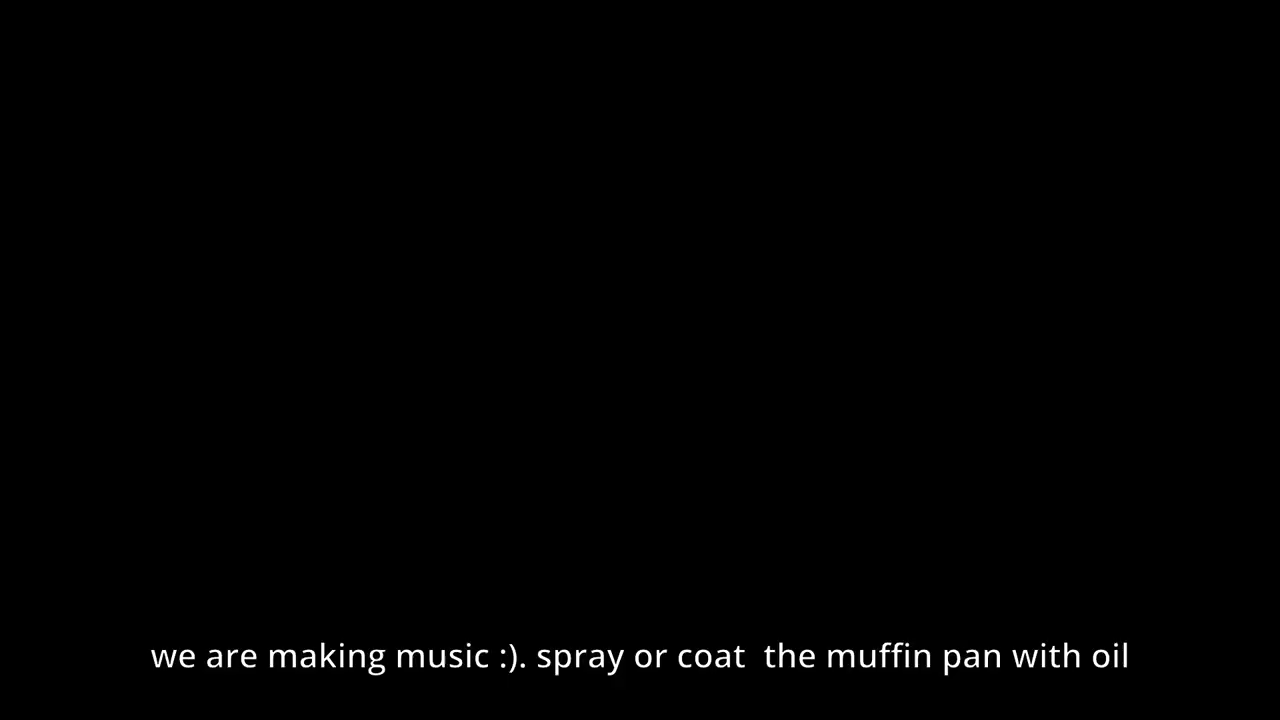 we are making music :). spray or coat  the muffin pan with oil